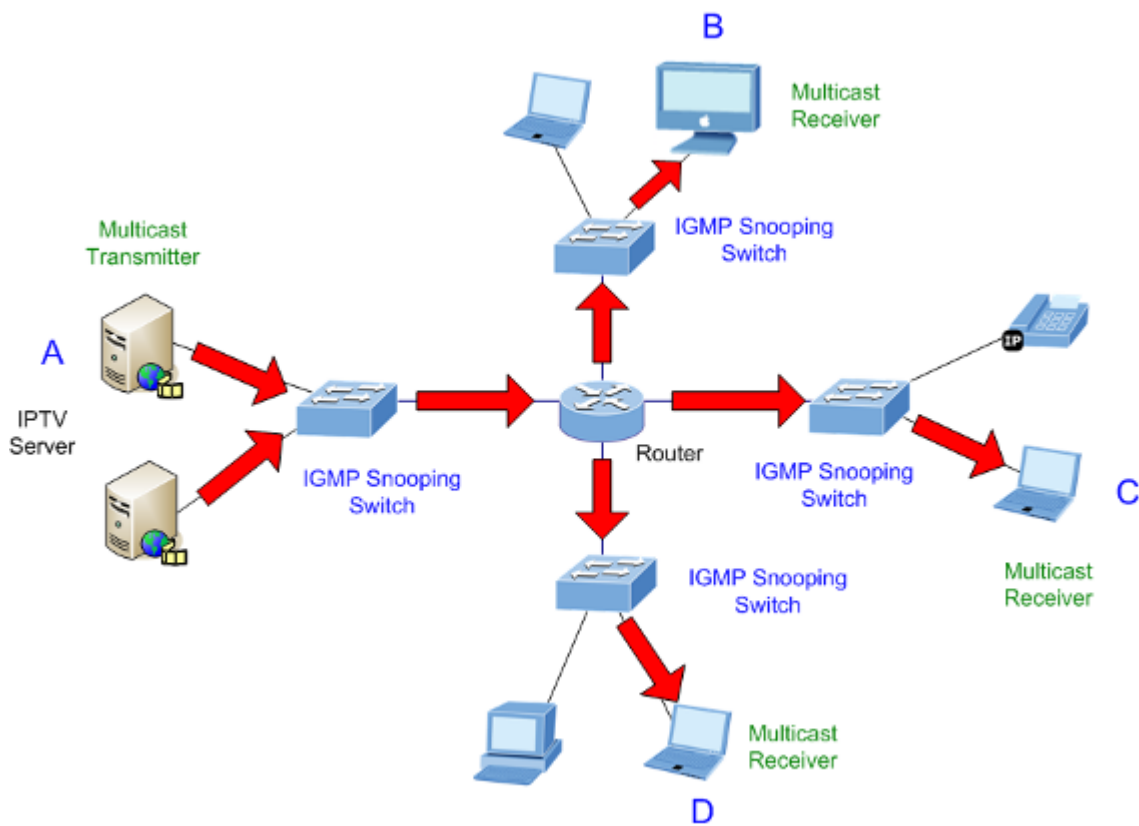 B
Multicast
Receiver
IGMP Snooping
Switch
Multicast
Transmitter
A
IPTV
Server
IGMP Snooping
Switch
Router
IP
IGMP Snooping
Switch
C
Multicast
Receiver
IGMP Snooping
Switch
Multicast
Receiver
D